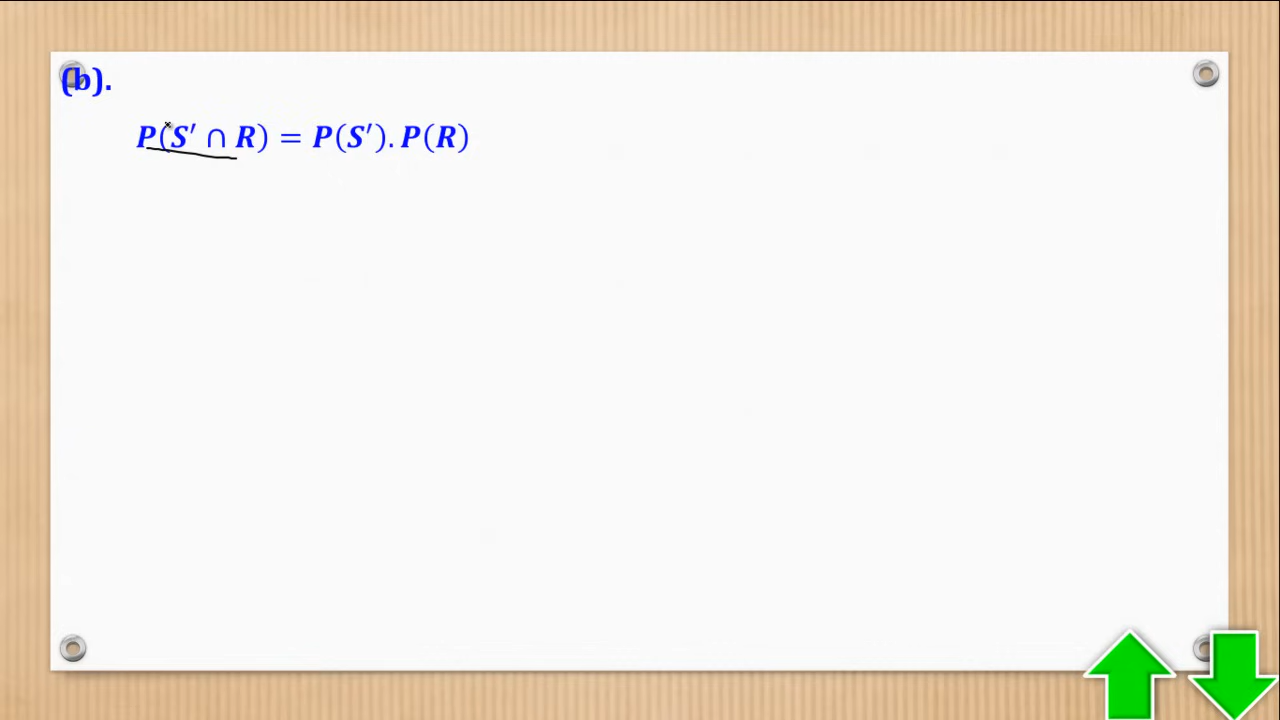 (b).
P(S′ ∩ R) = P(S′). P(R)